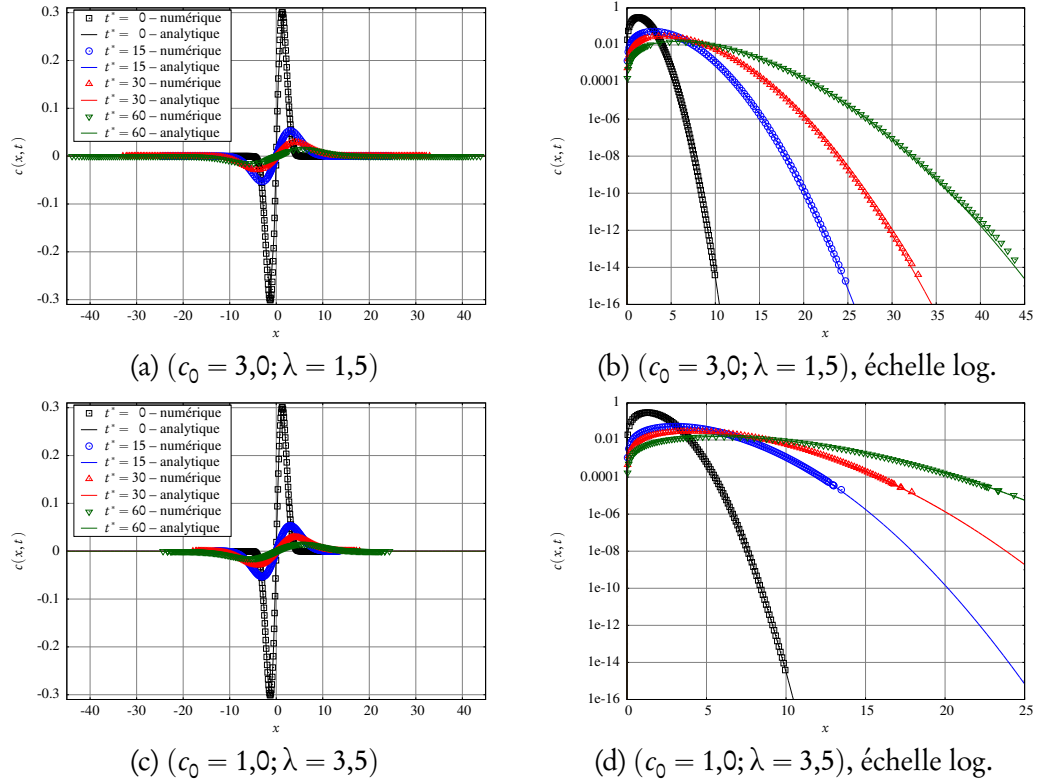 t* = 0 – numérique
t* = 0 – analytique
t* = 15 – numérique
t* = 15 – analytique
t* = 30 – numérique
t* = 30 – analytique
t* = 60 – numérique
t* = 60 – analytique
c(x, t)
0.3
0.2
0.1
0
-0.1
-0.2
-0.3
-40 -30 -20 -10 0 10 20 30 40
x
(a) (c₀ = 3,0; λ = 1,5)
c(x, t)
1
0.01
0.0001
1e-06
1e-08
1e-10
1e-12
1e-14
1e-16
0 5 10 15 20 25 30 35 40 45
x
(b) (c₀ = 3,0; λ = 1,5), échelle log.
t* = 0 – numérique
t* = 0 – analytique
t* = 15 – numérique
t* = 15 – analytique
t* = 30 – numérique
t* = 30 – analytique
t* = 60 – numérique
t* = 60 – analytique
c(x, t)
0.3
0.2
0.1
0
-0.1
-0.2
-0.3
-40 -30 -20 -10 0 10 20 30 40
x
(c) (c₀ = 1,0; λ = 3,5)
c(x, t)
1
0.01
0.0001
1e-06
1e-08
1e-10
1e-12
1e-14
1e-16
0 5 10 15 20 25
x
(d) (c₀ = 1,0; λ = 3,5), échelle log.